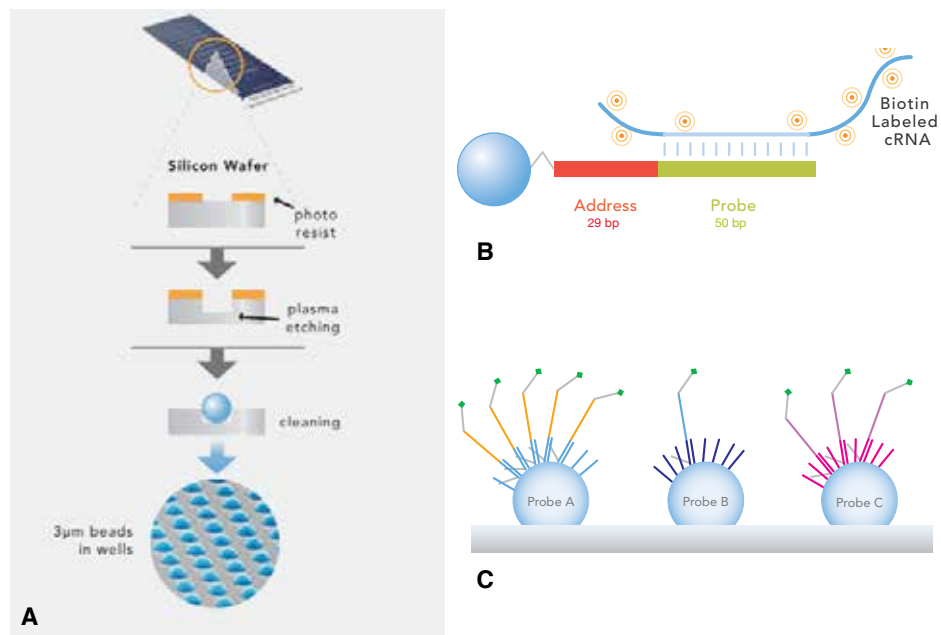 Silicon Wafer
photo
resist
plasma
etching
cleaning
3µm beads
in wells
A
Biotin
Labeled
cRNA
Address
29 bp
Probe
50 bp
B
Probe A
Probe B
Probe C
C